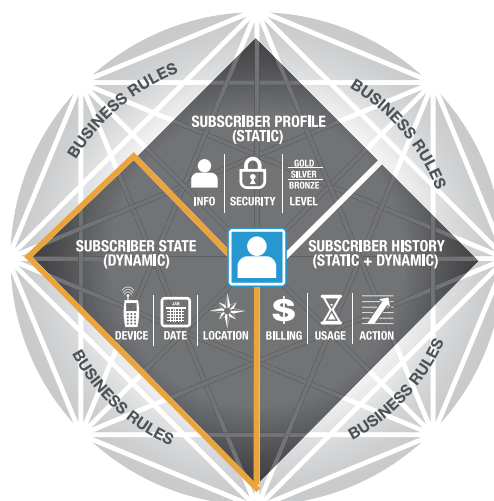 BUSINESS RULES
BUSINESS RULES
SUBSCRIBER PROFILE
(STATIC)
GOLD
SILVER
BRONZE
INFO
SECURITY
LEVEL
SUBSCRIBER STATE
(DYNAMIC)
SUBSCRIBER HISTORY
(STATIC + DYNAMIC)
JAN
DEVICE
DATE
LOCATION
$
BILLING
USAGE
ACTION
BUSINESS RULES
BUSINESS RULES